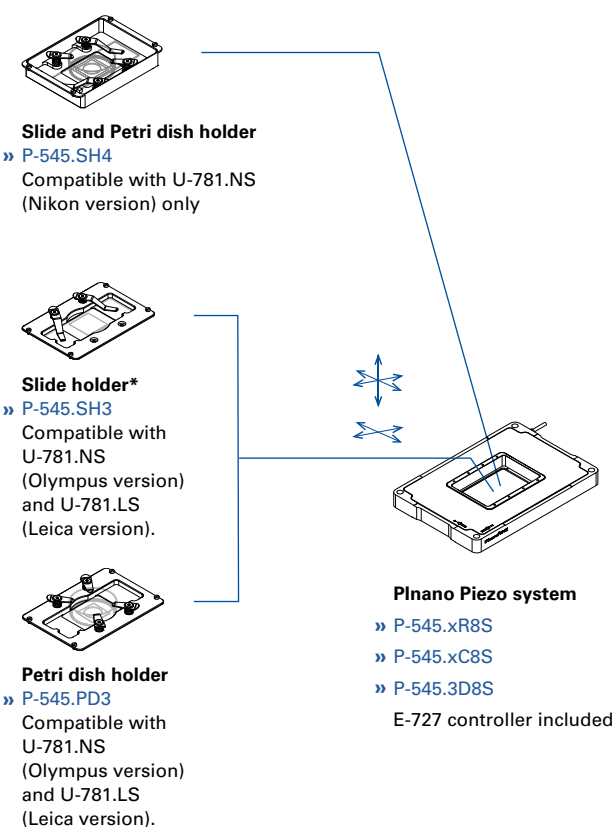 Slide and Petri dish holder
» P-545.SH4
Compatible with U-781.NS
(Nikon version) only
Slide holder*
» P-545.SH3
Compatible with
U-781.NS
(Olympus version)
and U-781.LS
(Leica version).
Petri dish holder
» P-545.PD3
Compatible with
U-781.NS
(Olympus version)
and U-781.LS
(Leica version).
PInano Piezo system
» P-545.xR8S
» P-545.xC8S
» P-545.3D8S
E-727 controller included